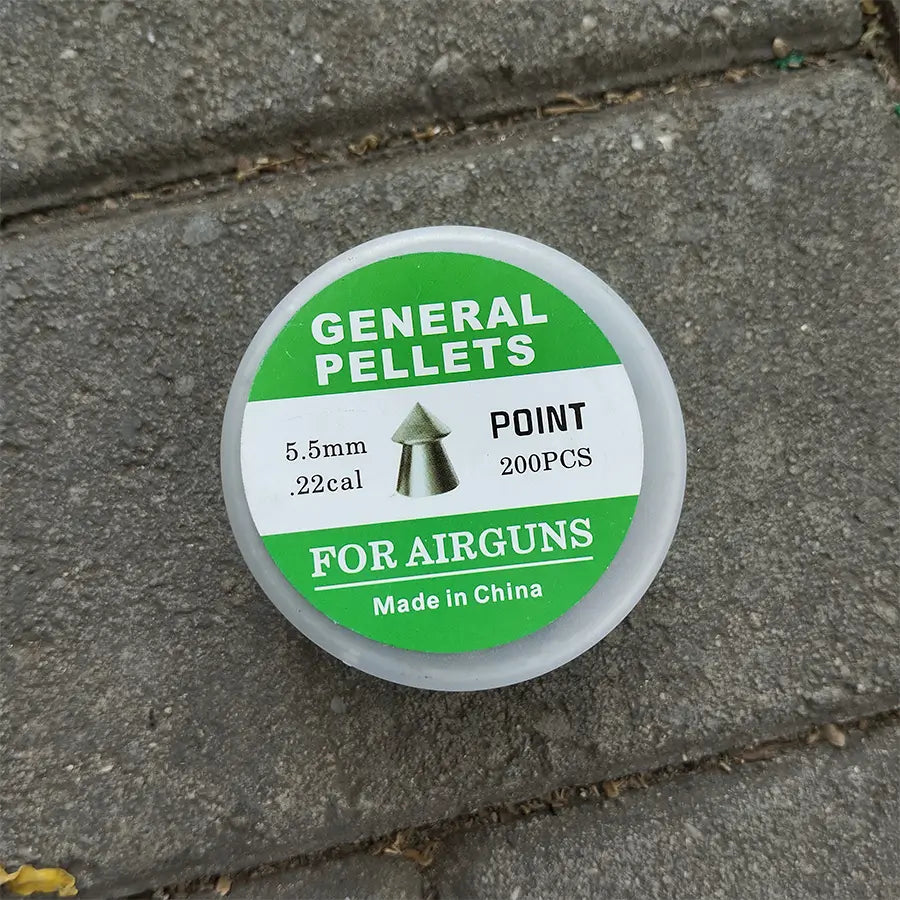 GENERAL
PELLETS
5.5mm
.22cal
POINT
200PCS
FOR AIRGUNS
Made in China